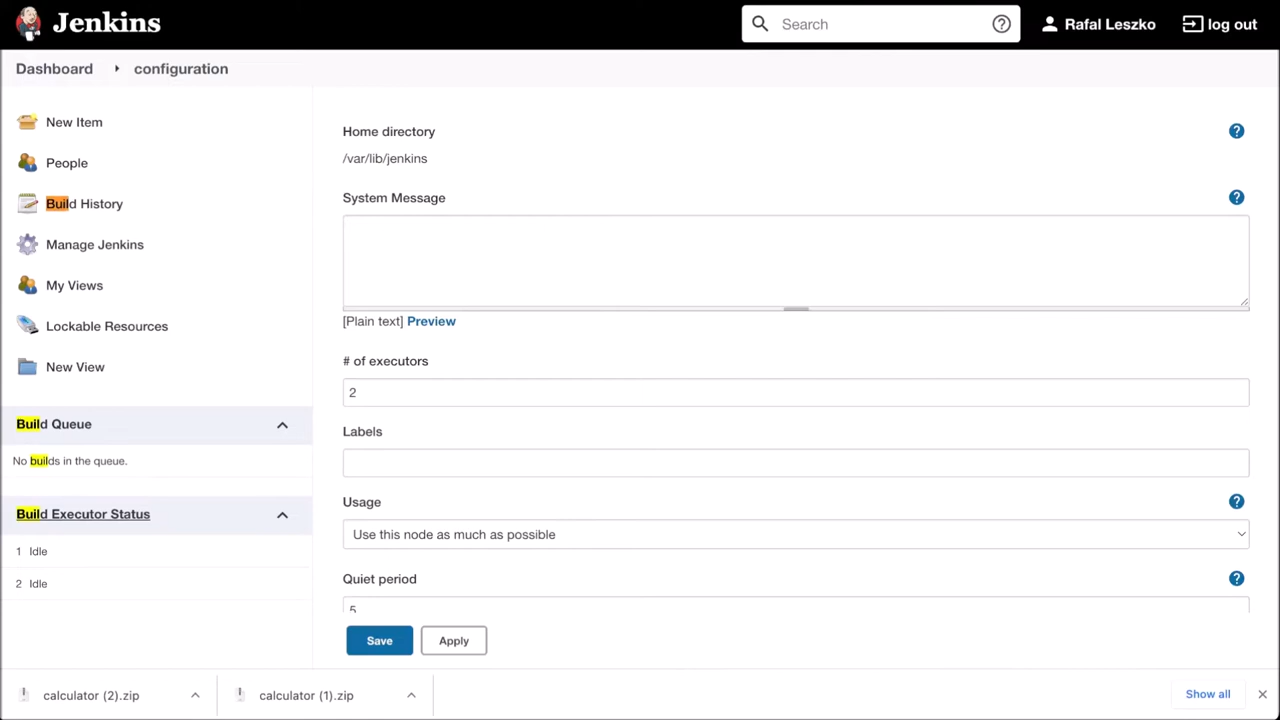 Jenkins
Search
Rafal Leszko
log out
Dashboard
configuration
New Item
People
Build History
Manage Jenkins
My Views
Lockable Resources
New View
Build Queue
No builds in the queue.
Build Executor Status
1 Idle
2 Idle
Home directory
/var/lib/jenkins
System Message
[Plain text] Preview
# of executors
2
Labels
Usage
Use this node as much as possible
Quiet period
5
Save
Apply
calculator (2).zip
calculator (1).zip
Show all